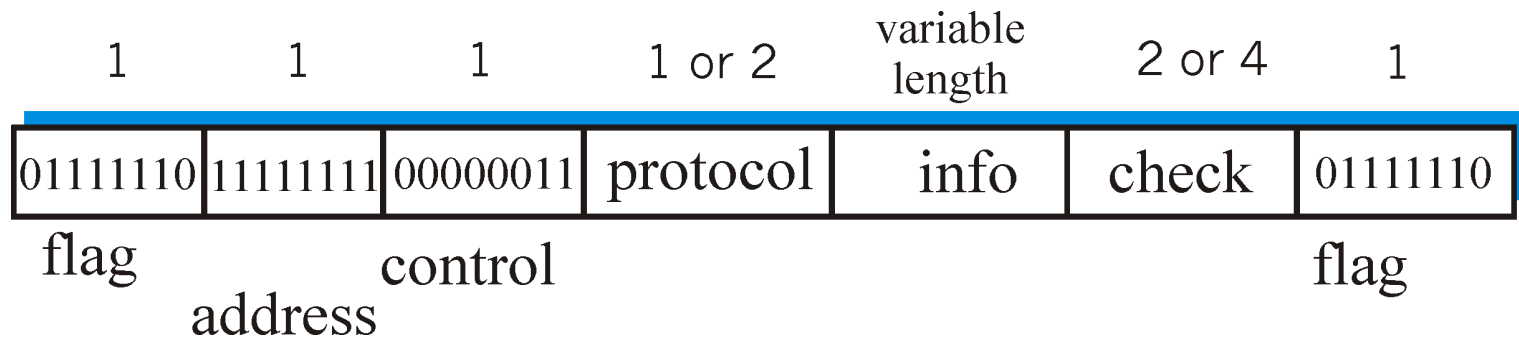 variable
1 1 1 1 or 2 length 2 or 4 1
01111110 11111111 00000011 protocol info check 01111110
flag control flag
address